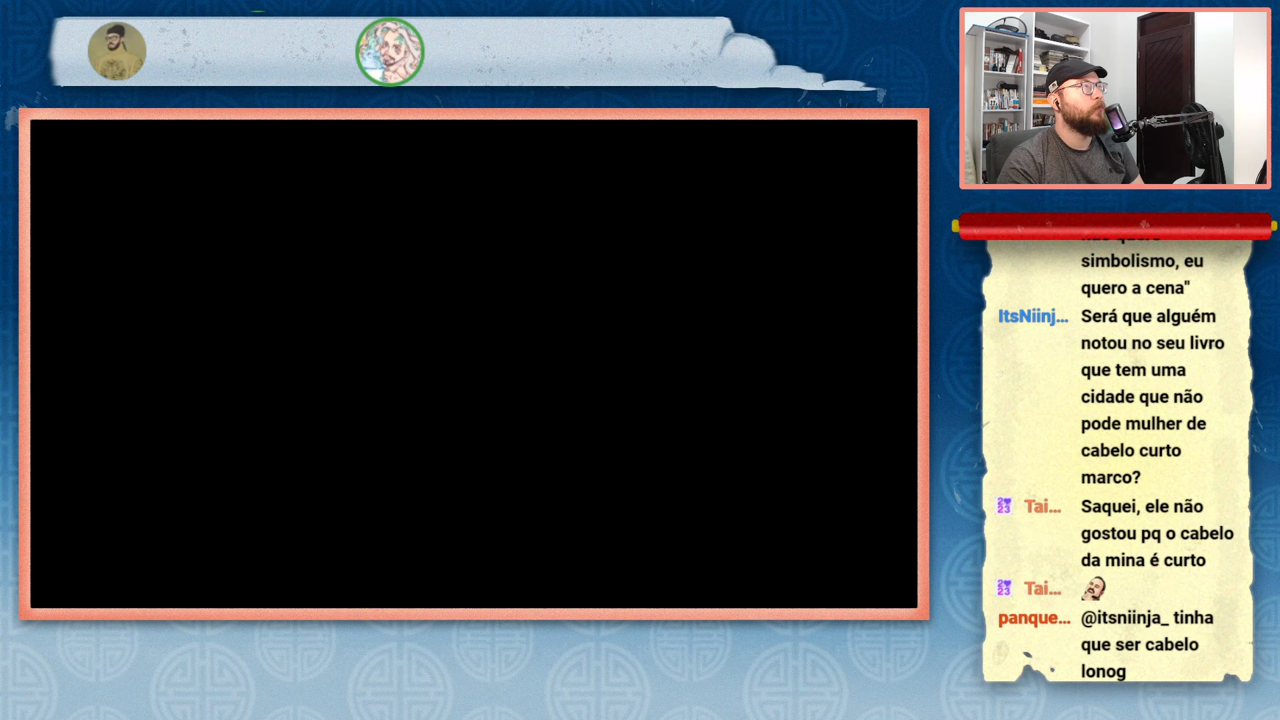 simbolismo, eu
quero a cena"
ItsNiinj... Será que alguém
notou no seu livro
que tem uma
cidade que não
pode mulher de
cabelo curto
marco?
Tai... Saquei, ele não
gostou pq o cabelo
da mina é curto
Tai...
panque... @itsniinja_ tinha
que ser cabelo
lonog